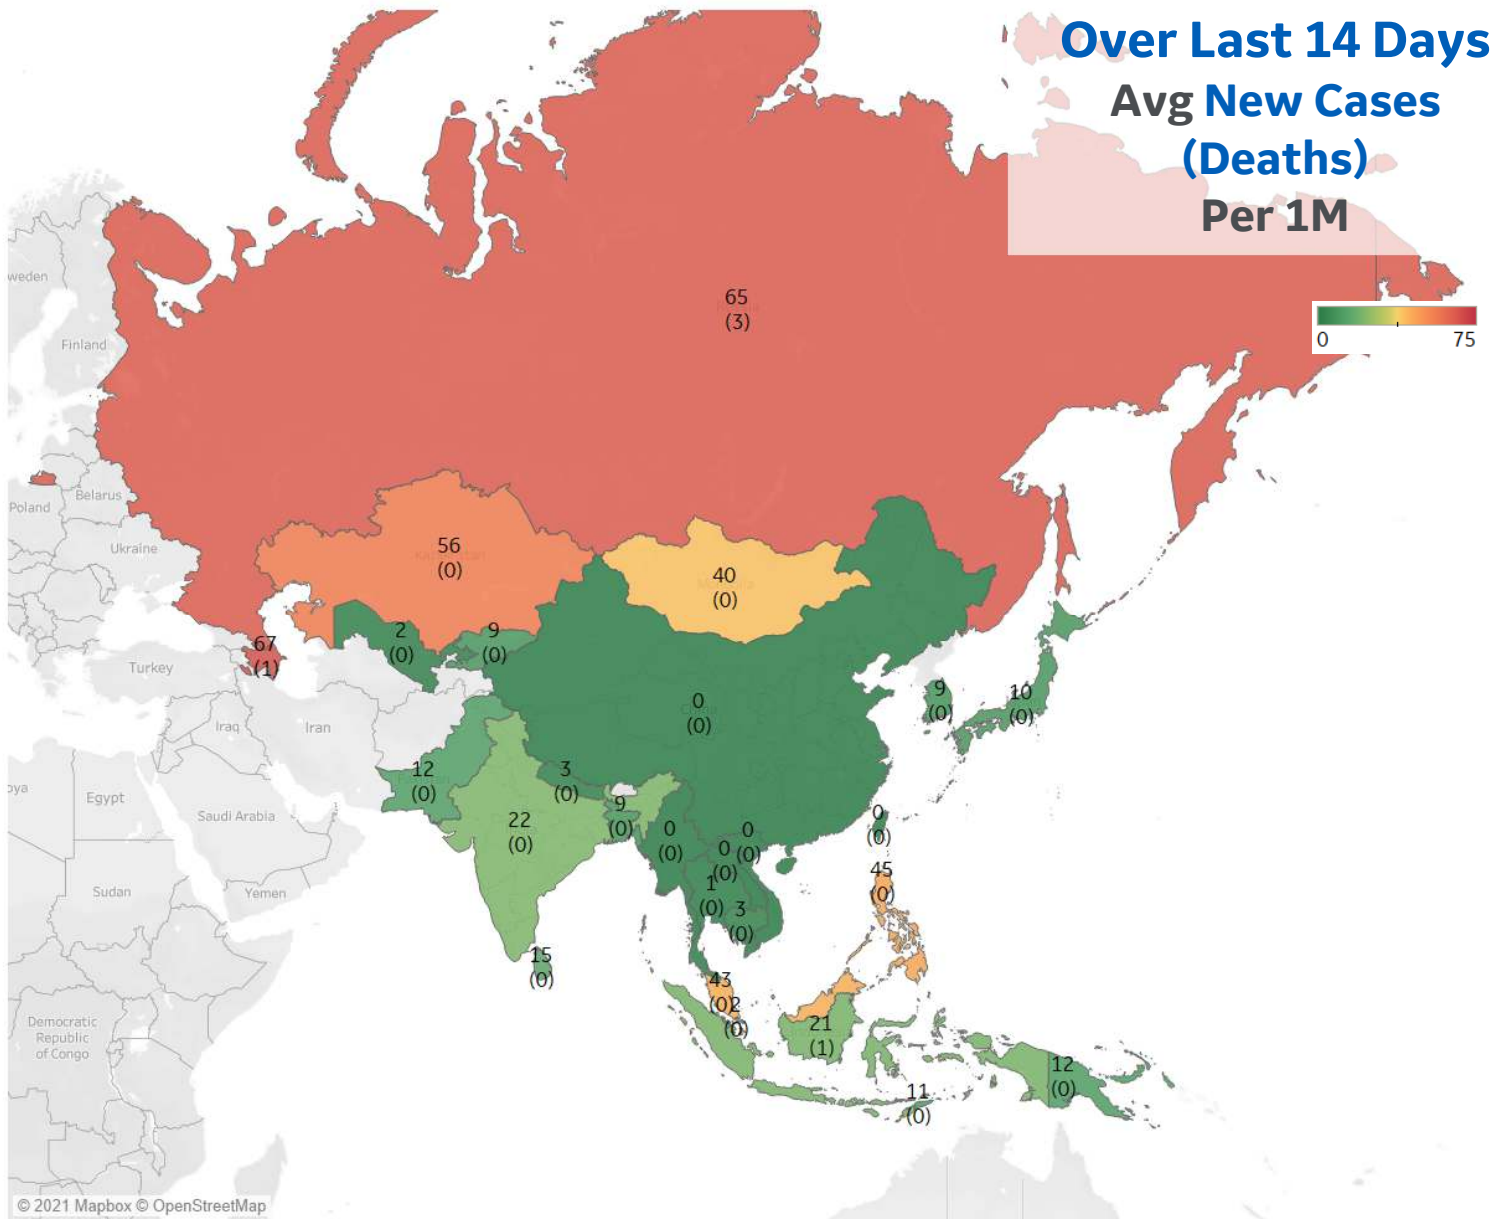 Over Last 14 Days
Avg New Cases
(Deaths)
Per 1M
0
75
65
(3)
weden
Finland
Belarus
Poland
Ukraine
56
(0)
40
(0)
2
(0)
9
(0)
67
(1)
Turkey
9
(0)
10
(0)
0
(0)
Iraq
Iran
12
(0)
3
(0)
oya
Egypt
Saudi Arabia
22
(0)
9
(0)
0
(0)
0
(0)
0
(0)
0
(0)
1
(0)
3
(0)
45
(0)
Sudan
Yemen
15
(0)
43
(0)
2
(0)
21
(1)
Democratic
Republic
of Congo
12
(0)
11
(0)
© 2021 Mapbox © OpenStreetMap